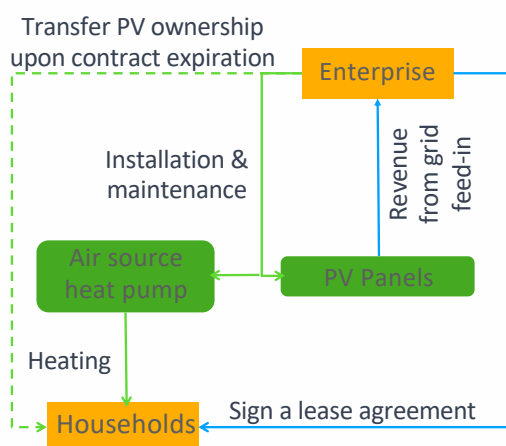 Transfer PV ownership
upon contract expiration
Enterprise
Installation &
maintenance
Revenue
from grid
feed-in
Air source
heat pump
PV Panels
Heating
Households
Sign a lease agreement